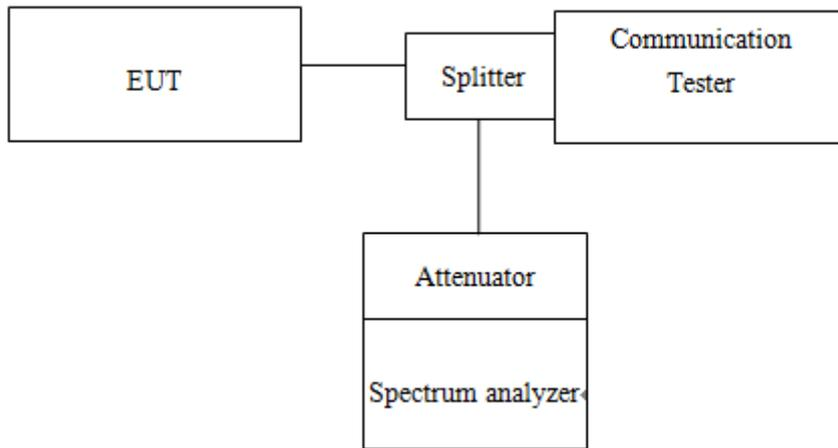 EUT
Splitter
Communication
Tester
Attenuator
Spectrum analyzer